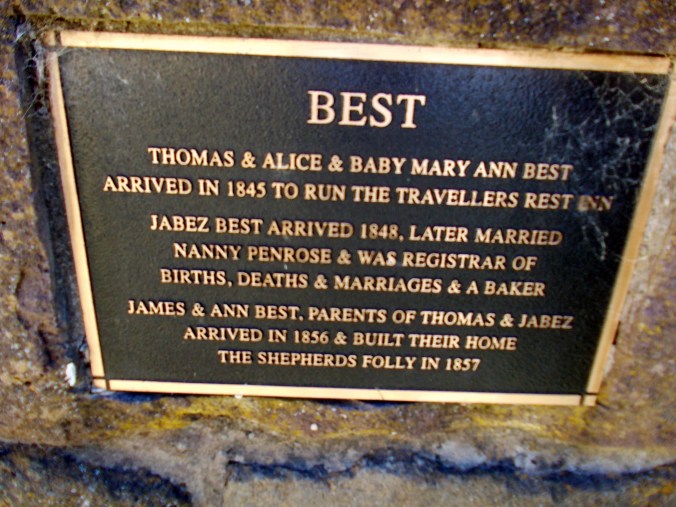 BEST
THOMAS & ALICE & BABY MARY ANN BEST
ARRIVED IN 1845 TO RUN THE TRAVELLERS REST INN
JABEZ BEST ARRIVED 1848, LATER MARRIED
NANNY PENROSE & WAS REGISTRAR OF
BIRTHS, DEATHS & MARRIAGES & A BAKER
JAMES & ANN BEST, PARENTS OF THOMAS & JABEZ
ARRIVED IN 1856 & BUILT THEIR HOME
THE SHEPHERDS FOLLY IN 1857